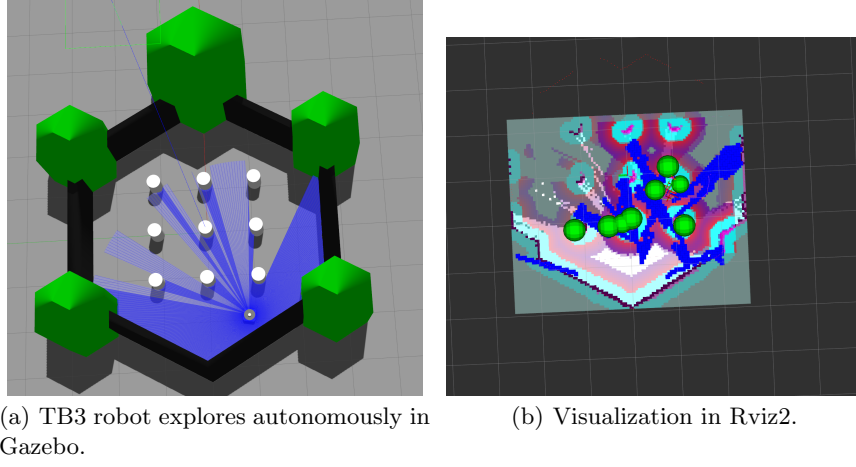 (a) TB3 robot explores autonomously in
Gazebo.
(b) Visualization in Rviz2.